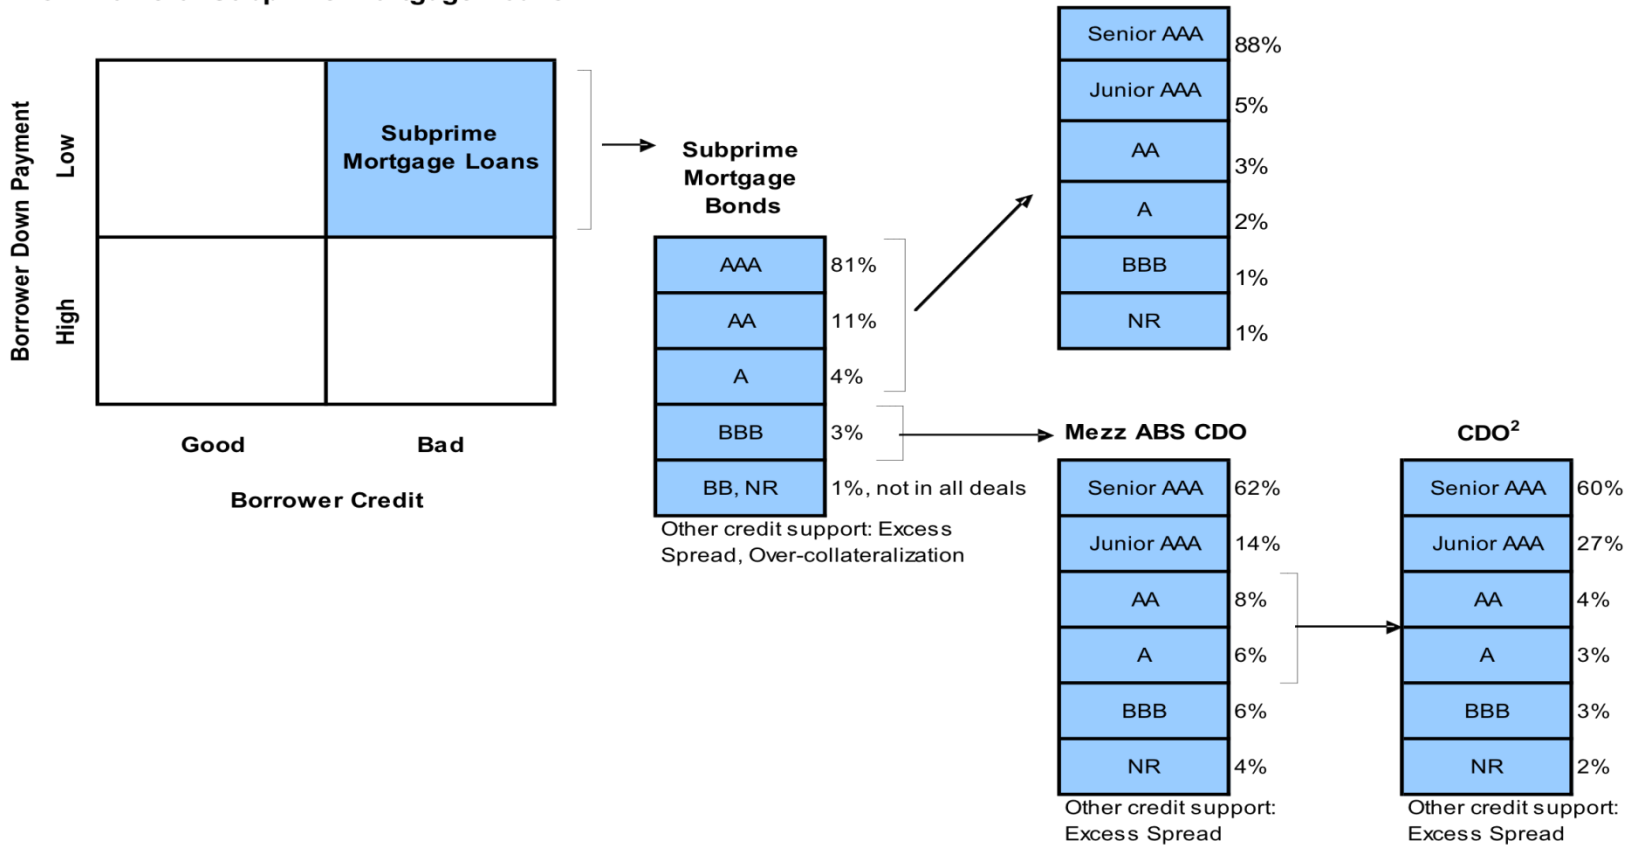 Borrower Down Payment
Low
High
Subprime
Mortgage Loans
Good
Bad
Borrower Credit
Subprime
Mortgage
Bonds
AAA 81%
AA 11%
A 4%
BBB 3%
BB, NR 1%, not in all deals
Other credit support: Excess
Spread, Over-collateralization
Senior AAA 88%
Junior AAA 5%
AA 3%
A 2%
BBB 1%
NR 1%
Mezz ABS CDO
Senior AAA 62%
Junior AAA 14%
AA 8%
A 6%
BBB 6%
NR 4%
Other credit support:
Excess Spread
CDO²
Senior AAA 60%
Junior AAA 27%
AA 4%
A 3%
BBB 3%
NR 2%
Other credit support:
Excess Spread